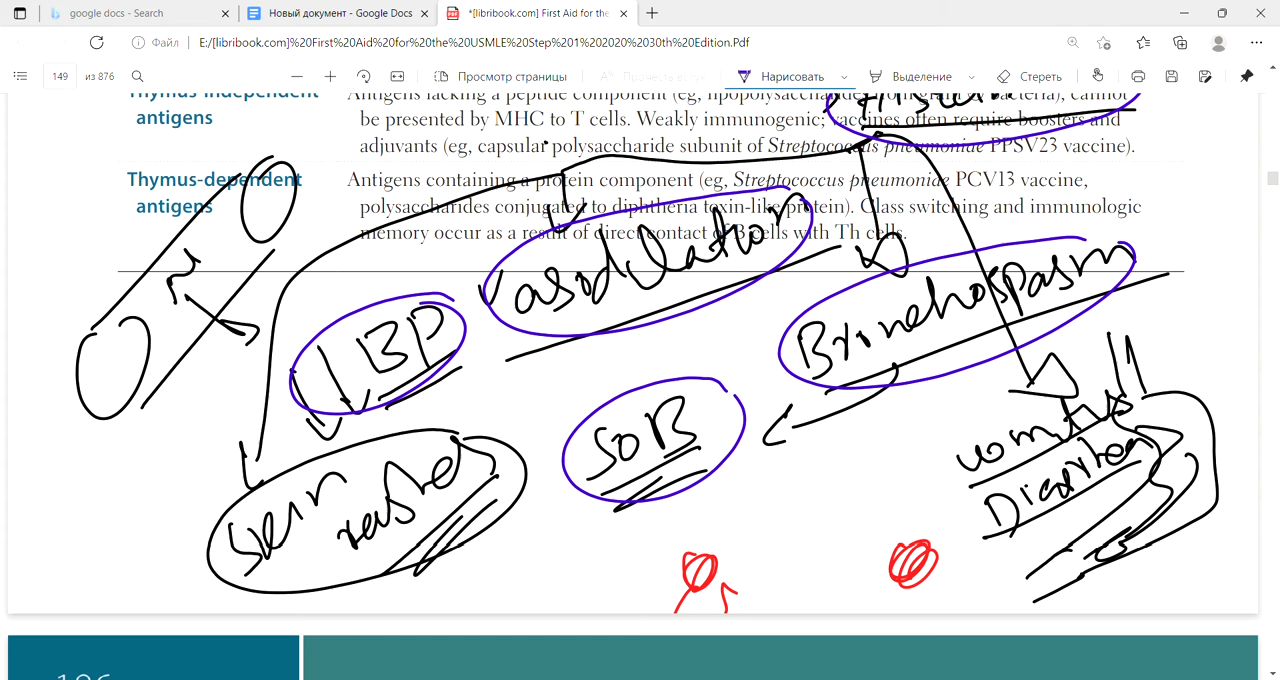 google docs - Search
Новый документ - Google Docs
*[libribook.com] First Aid for the
Файл
E:/[libribook.com]%20First%20Aid%20for%20the%20USMLE%20Step%201%202020%2030th%20Edition.Pdf
149 из 876
Просмотр страницы
Прочесть вслух
Нарисовать
Выделение
Стереть
Thymus-independent
antigens
Antigens lacking a peptide component (eg, lipopolysaccharides
bacteria), cannot
be presented by MHC to T cells. Weakly immunogenic; vaccines often require boosters and
adjuvants (eg, capsular polysaccharide subunit of Streptococcus pneumoniae PPSV23 vaccine).
Thymus-dependent
antigens
Antigens containing a protein component (eg, Streptococcus pneumoniae PCV13 vaccine,
polysaccharides conjugated to diphtheria toxin-like protein). Class switching and immunologic
memory occur as a result of direct contact of B cells with Th cells.
Vasodilation
Bronchospasm
↓BP
SOB
Skin
rashes
Diarrhea